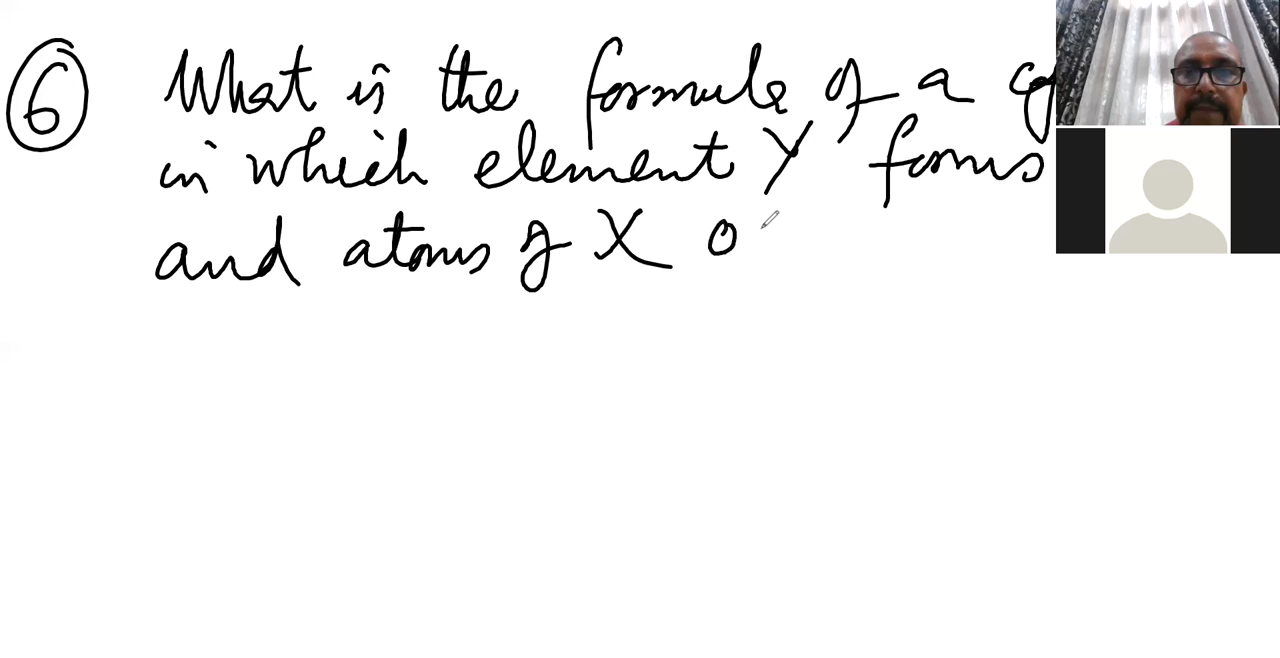 6 What is the formula of a
in which element Y forms
and atoms of X o